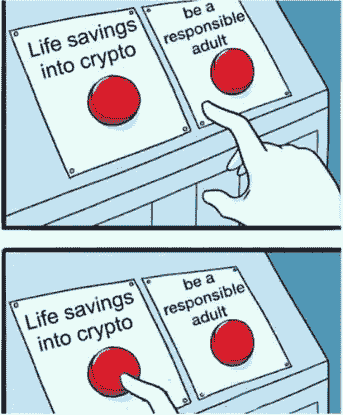 Life savings
into crypto
be a
responsible
adult
Life savings
into crypto
be a
responsible
adult